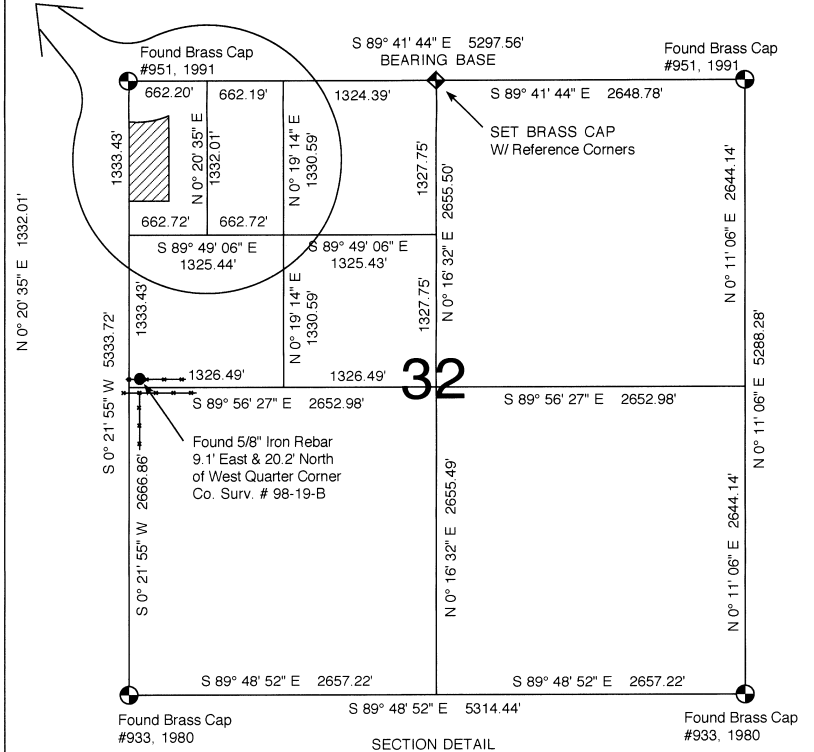 S 89° 41' 44" E 5297.56'
BEARING BASE
Found Brass Cap
#951, 1991
Found Brass Cap
#951, 1991
662.20'
662.19'
1324.39'
S 89° 41' 44" E 2648.78'
SET BRASS CAP
W/ Reference Corners
1333.43'
N 0° 20' 35" E
1332.01'
N 0° 19' 14" E
1330.59'
1327.75'
N 0° 16' 32" E 2655.50'
N 0° 11' 06" E 2644.14'
N 0° 20' 35" E 1332.01'
662.72'
662.72'
S 89° 49' 06" E
1325.44'
S 89° 49' 06" E
1325.43'
1333.43'
N 0° 19' 14" E
1330.59'
1327.75'
S 0° 21' 55" W 5333.72'
N 0° 11' 06" E 5288.28'
1326.49'
1326.49'
32
S 89° 56' 27" E 2652.98'
S 89° 56' 27" E 2652.98'
Found 5/8" Iron Rebar
9.1' East & 20.2' North
of West Quarter Corner
Co. Surv. # 98-19-B
S 0° 21' 55" W 2666.86'
N 0° 16' 32" E 2655.49'
N 0° 11' 06" E 2644.14'
S 89° 48' 52" E 2657.22'
S 89° 48' 52" E 2657.22'
S 89° 48' 52" E 5314.44'
Found Brass Cap
#933, 1980
Found Brass Cap
#933, 1980
SECTION DETAIL